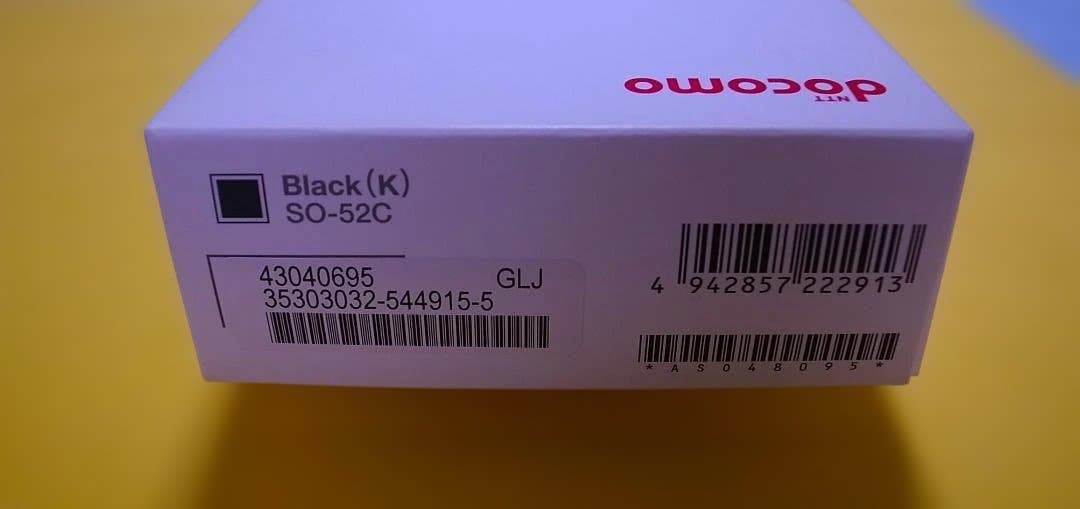 docomo
NTT
Black(K)
SO-52C
43040695 GLJ
35303032-544915-5
4 942857 222913
*AS048095*